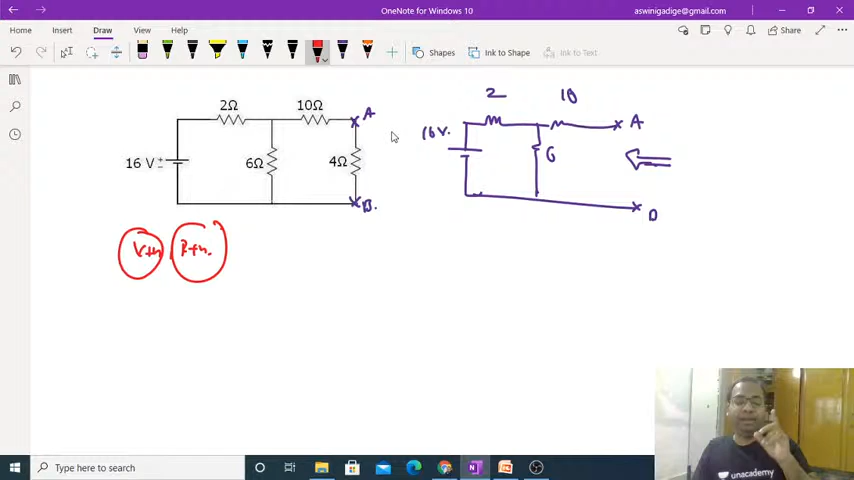 OneNote for Windows 10
aswinigadige@gmail.com
Home Insert Draw View Help Share
Shapes Ink to Shape Ink to Text
2Ω 10Ω A
16 V + - 6Ω 4Ω
B.
2 10
16V. A
6
Vth Rth.
unacademy
Type here to search